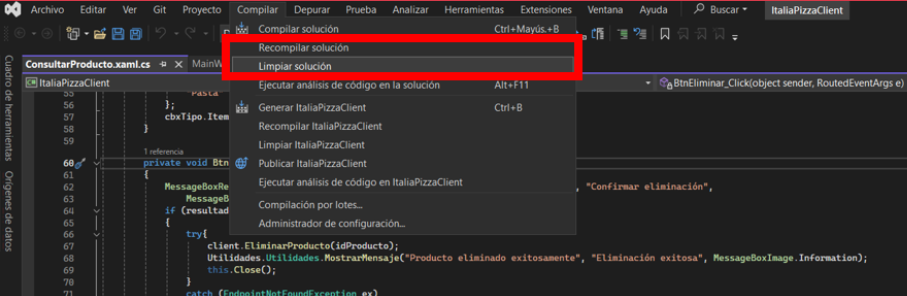 Archivo Editar Ver Git Proyecto Compilar Depurar Prueba Analizar Herramientas Extensiones Ventana Ayuda Buscar ItaliaPizzaClient
Compilar solución Ctrl+Mayús.+B
Recompilar solución
Limpiar solución
Ejecutar análisis de código en la solución Alt+F11
Generar ItaliaPizzaClient Ctrl+B
Recompilar ItaliaPizzaClient
Limpiar ItaliaPizzaClient
Publicar ItaliaPizzaClient
Ejecutar análisis de código en ItaliaPizzaClient
Compilación por lotes...
Administrador de configuración...
Cuadro de herramientas
Orígenes de datos
ConsultarProducto.xaml.cs MainW
ItaliaPizzaClient BtnEliminar_Click(object sender, RoutedEventArgs e)
55 "Pasta"
56 };
57 cbxTipo.Item
58 }
59
1 referencia
60 private void Btn
61 {
62 MessageBoxRe , "Confirmar eliminación",
63 MessageB
64 if (resultad
65 {
66 try{
67 client.EliminarProducto(idProducto);
68 Utilidades.Utilidades.MostrarMensaje("Producto eliminado exitosamente", "Eliminación exitosa", MessageBoxImage.Information);
69 this.Close();
70 }
71 catch (EndpointNotFoundException ex)